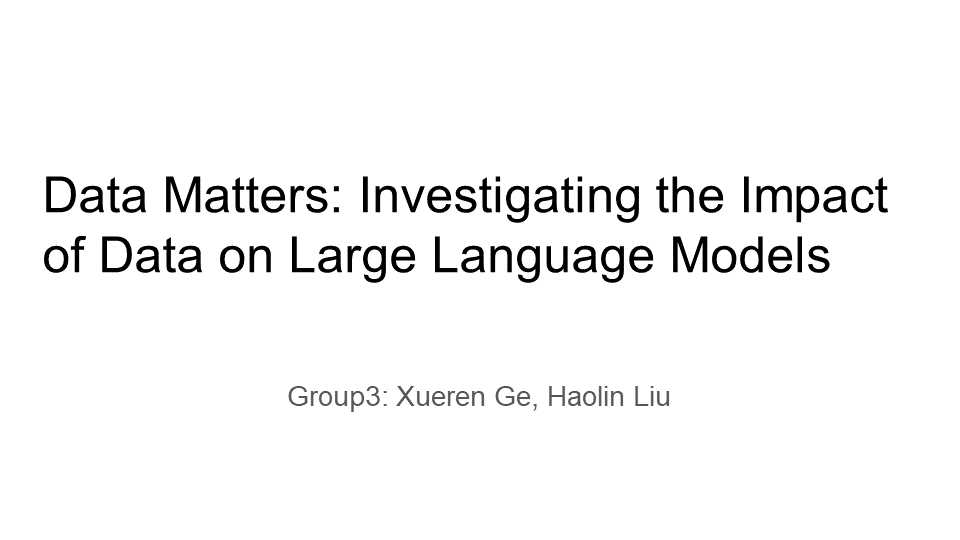 Data Matters: Investigating the Impact
of Data on Large Language Models
Group3: Xueren Ge, Haolin Liu